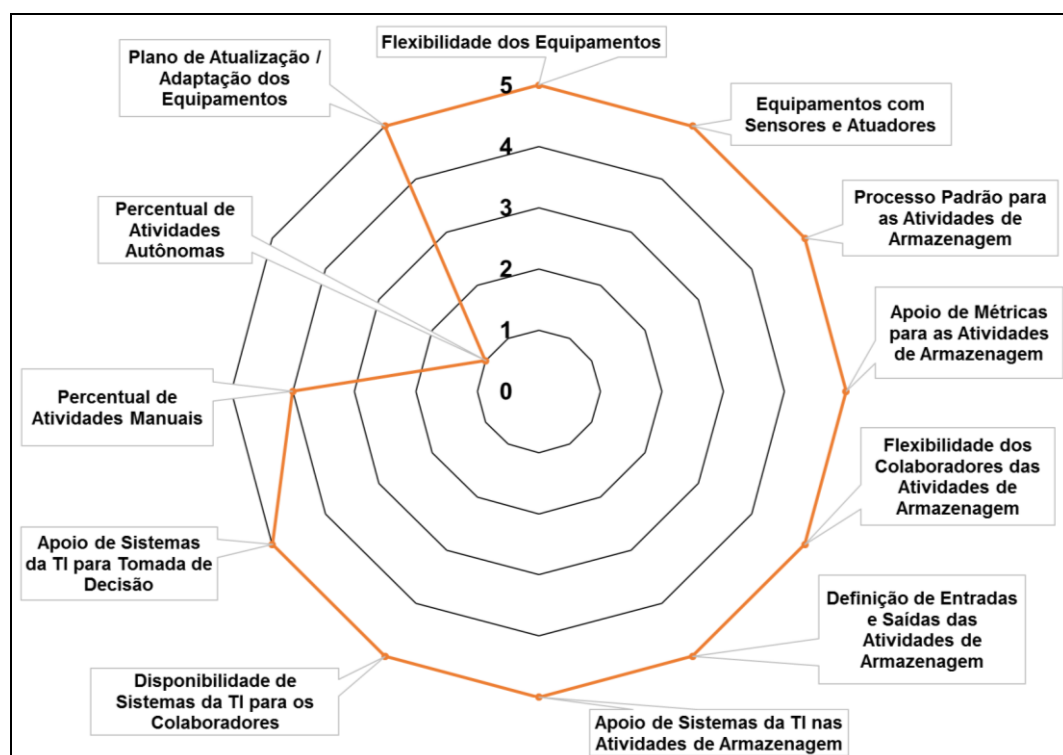 Flexibilidade dos Equipamentos
Equipamentos com
Sensores e Atuadores
Processo Padrão para
as Atividades de
Armazenagem
Apoio de Métricas
para as Atividades
de Armazenagem
Flexibilidade dos
Colaboradores das
Atividades de
Armazenagem
Definição de Entradas
e Saídas das
Atividades de
Armazenagem
Apoio de Sistemas da TI nas
Atividades de Armazenagem
Disponibilidade de
Sistemas da TI para os
Colaboradores
Apoio de Sistemas
da TI para Tomada de
Decisão
Percentual de
Atividades Manuais
Percentual de
Atividades
Autônomas
Plano de Atualização /
Adaptação dos
Equipamentos
5
4
3
2
1
0